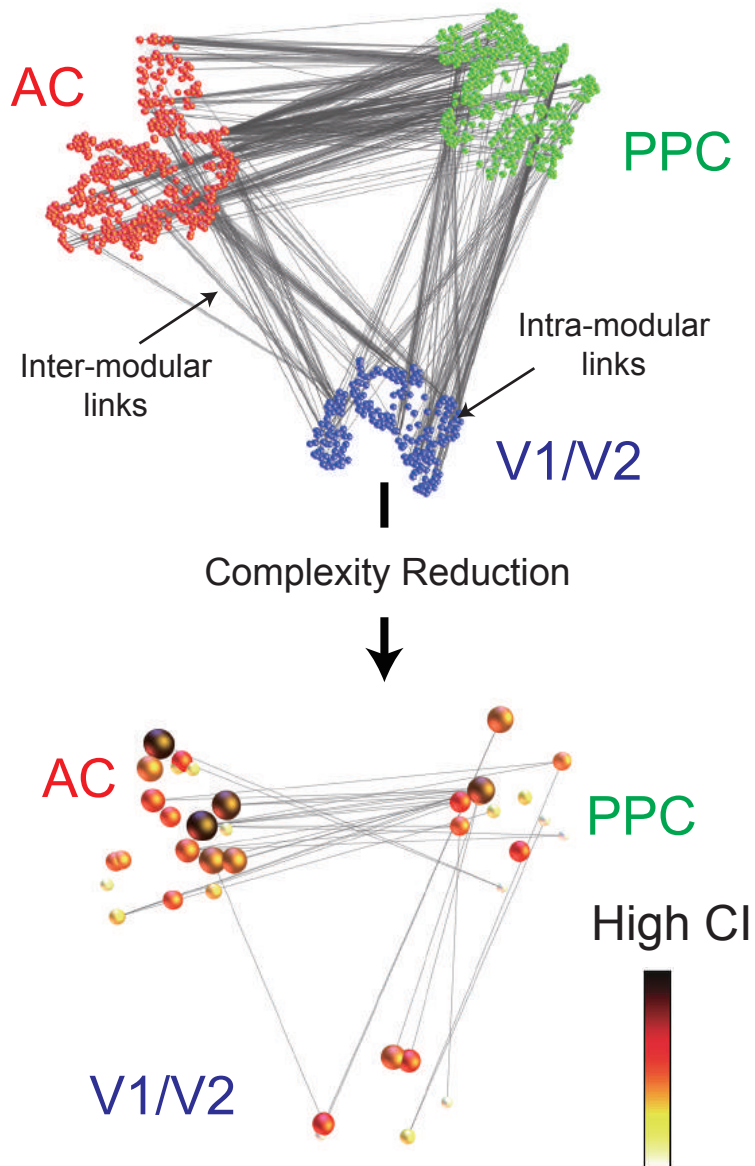 AC
PPC
Inter-modular
links
Intra-modular
links
V1/V2
Complexity Reduction
AC
PPC
High CI
V1/V2